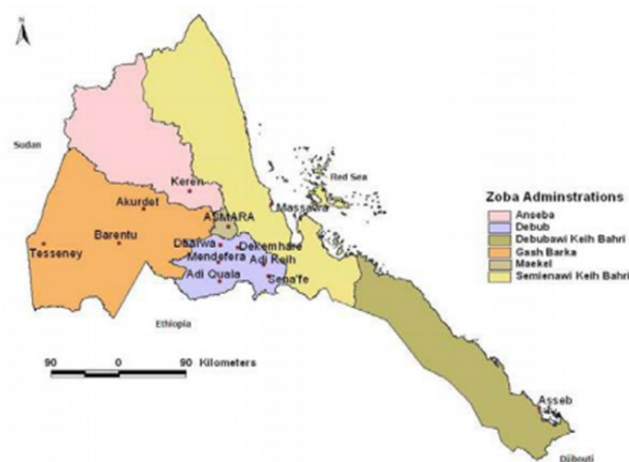 N
Sudan
Red Sea
Keren
Akurdet
Massawa
ASMARA
Barentu
Tesseney
Dbarwa
Dekemhare
Mendefera
Adi Keih
Adi Quala
Sena'fe
Ethiopia
90 0 90 Kilometers
Asseb
Djibouti
Zoba Adminstrations
Anseba
Debub
Debubawi Keih Bahri
Gash Barka
Maekel
Semienawi Keih Bahri